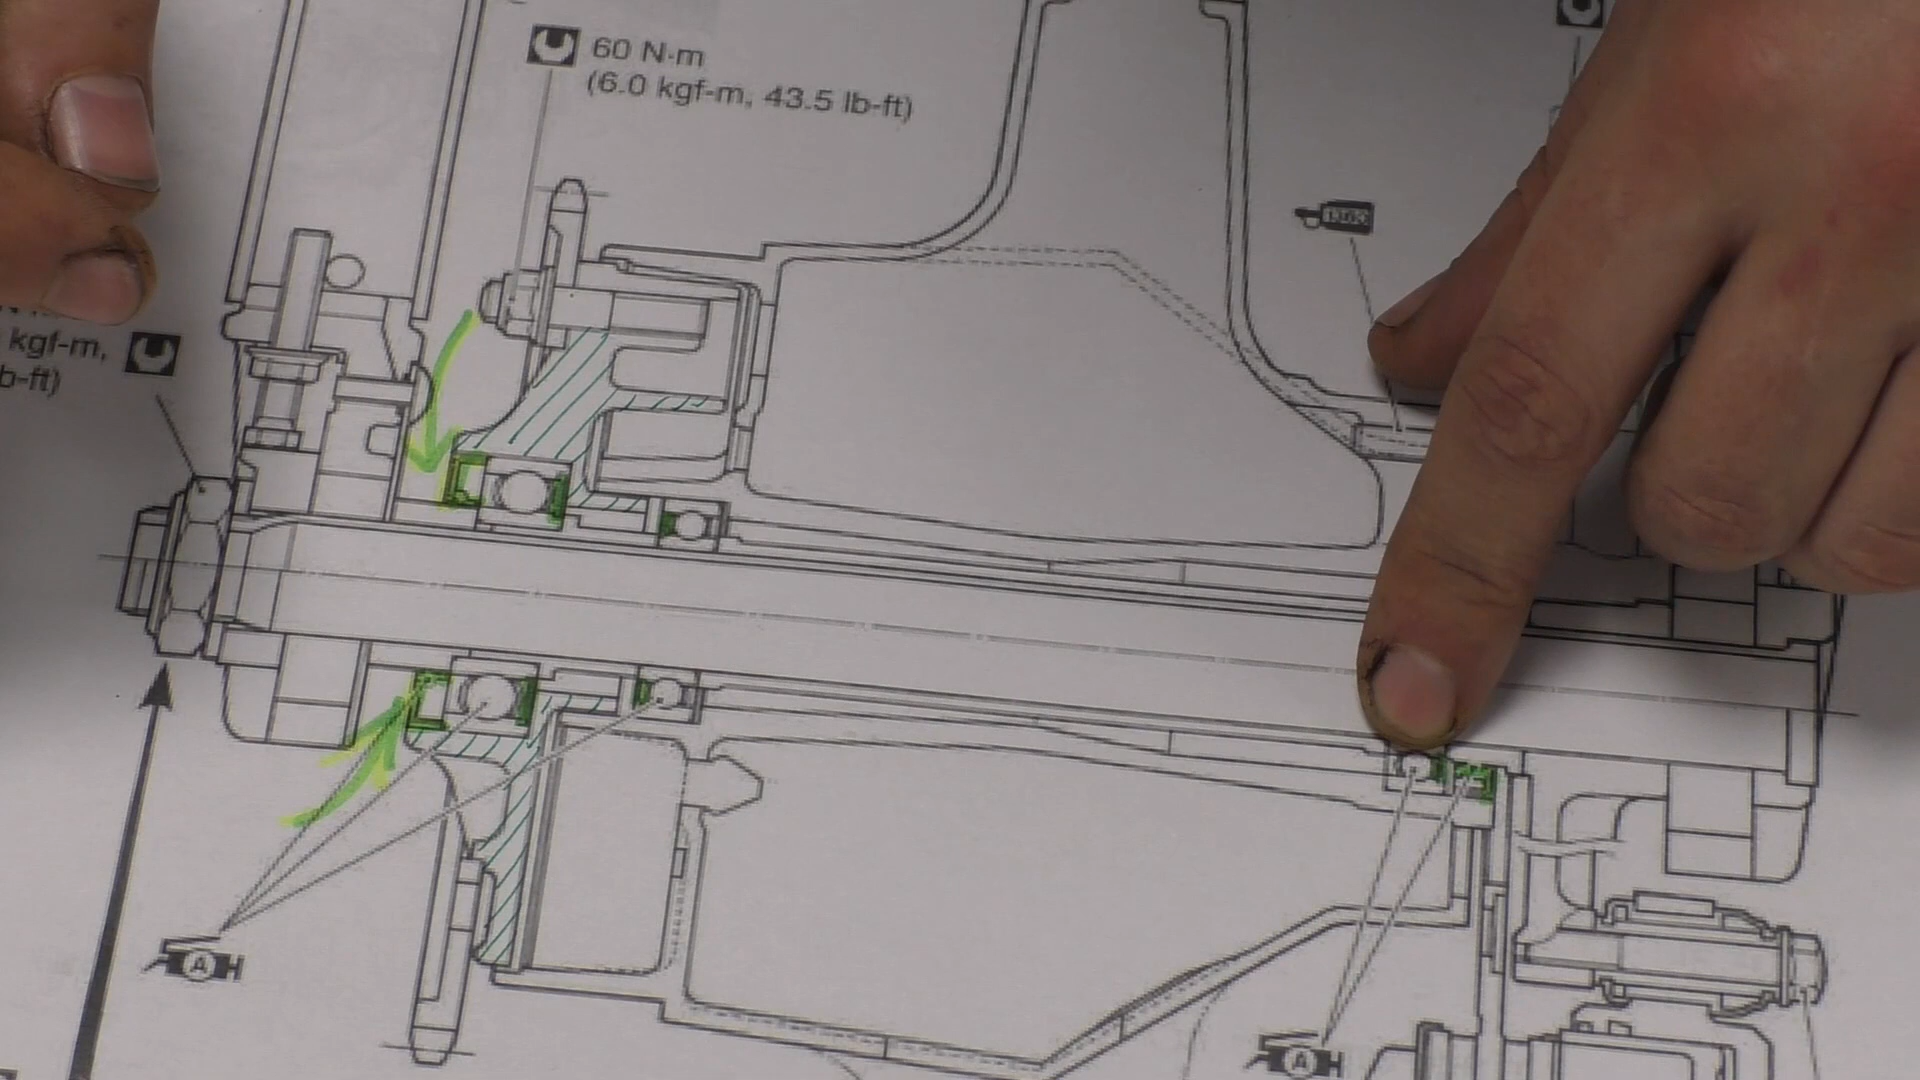 60 N·m
(6.0 kgf-m, 43.5 lb-ft)
kgf-m,
b-ft)
A
A